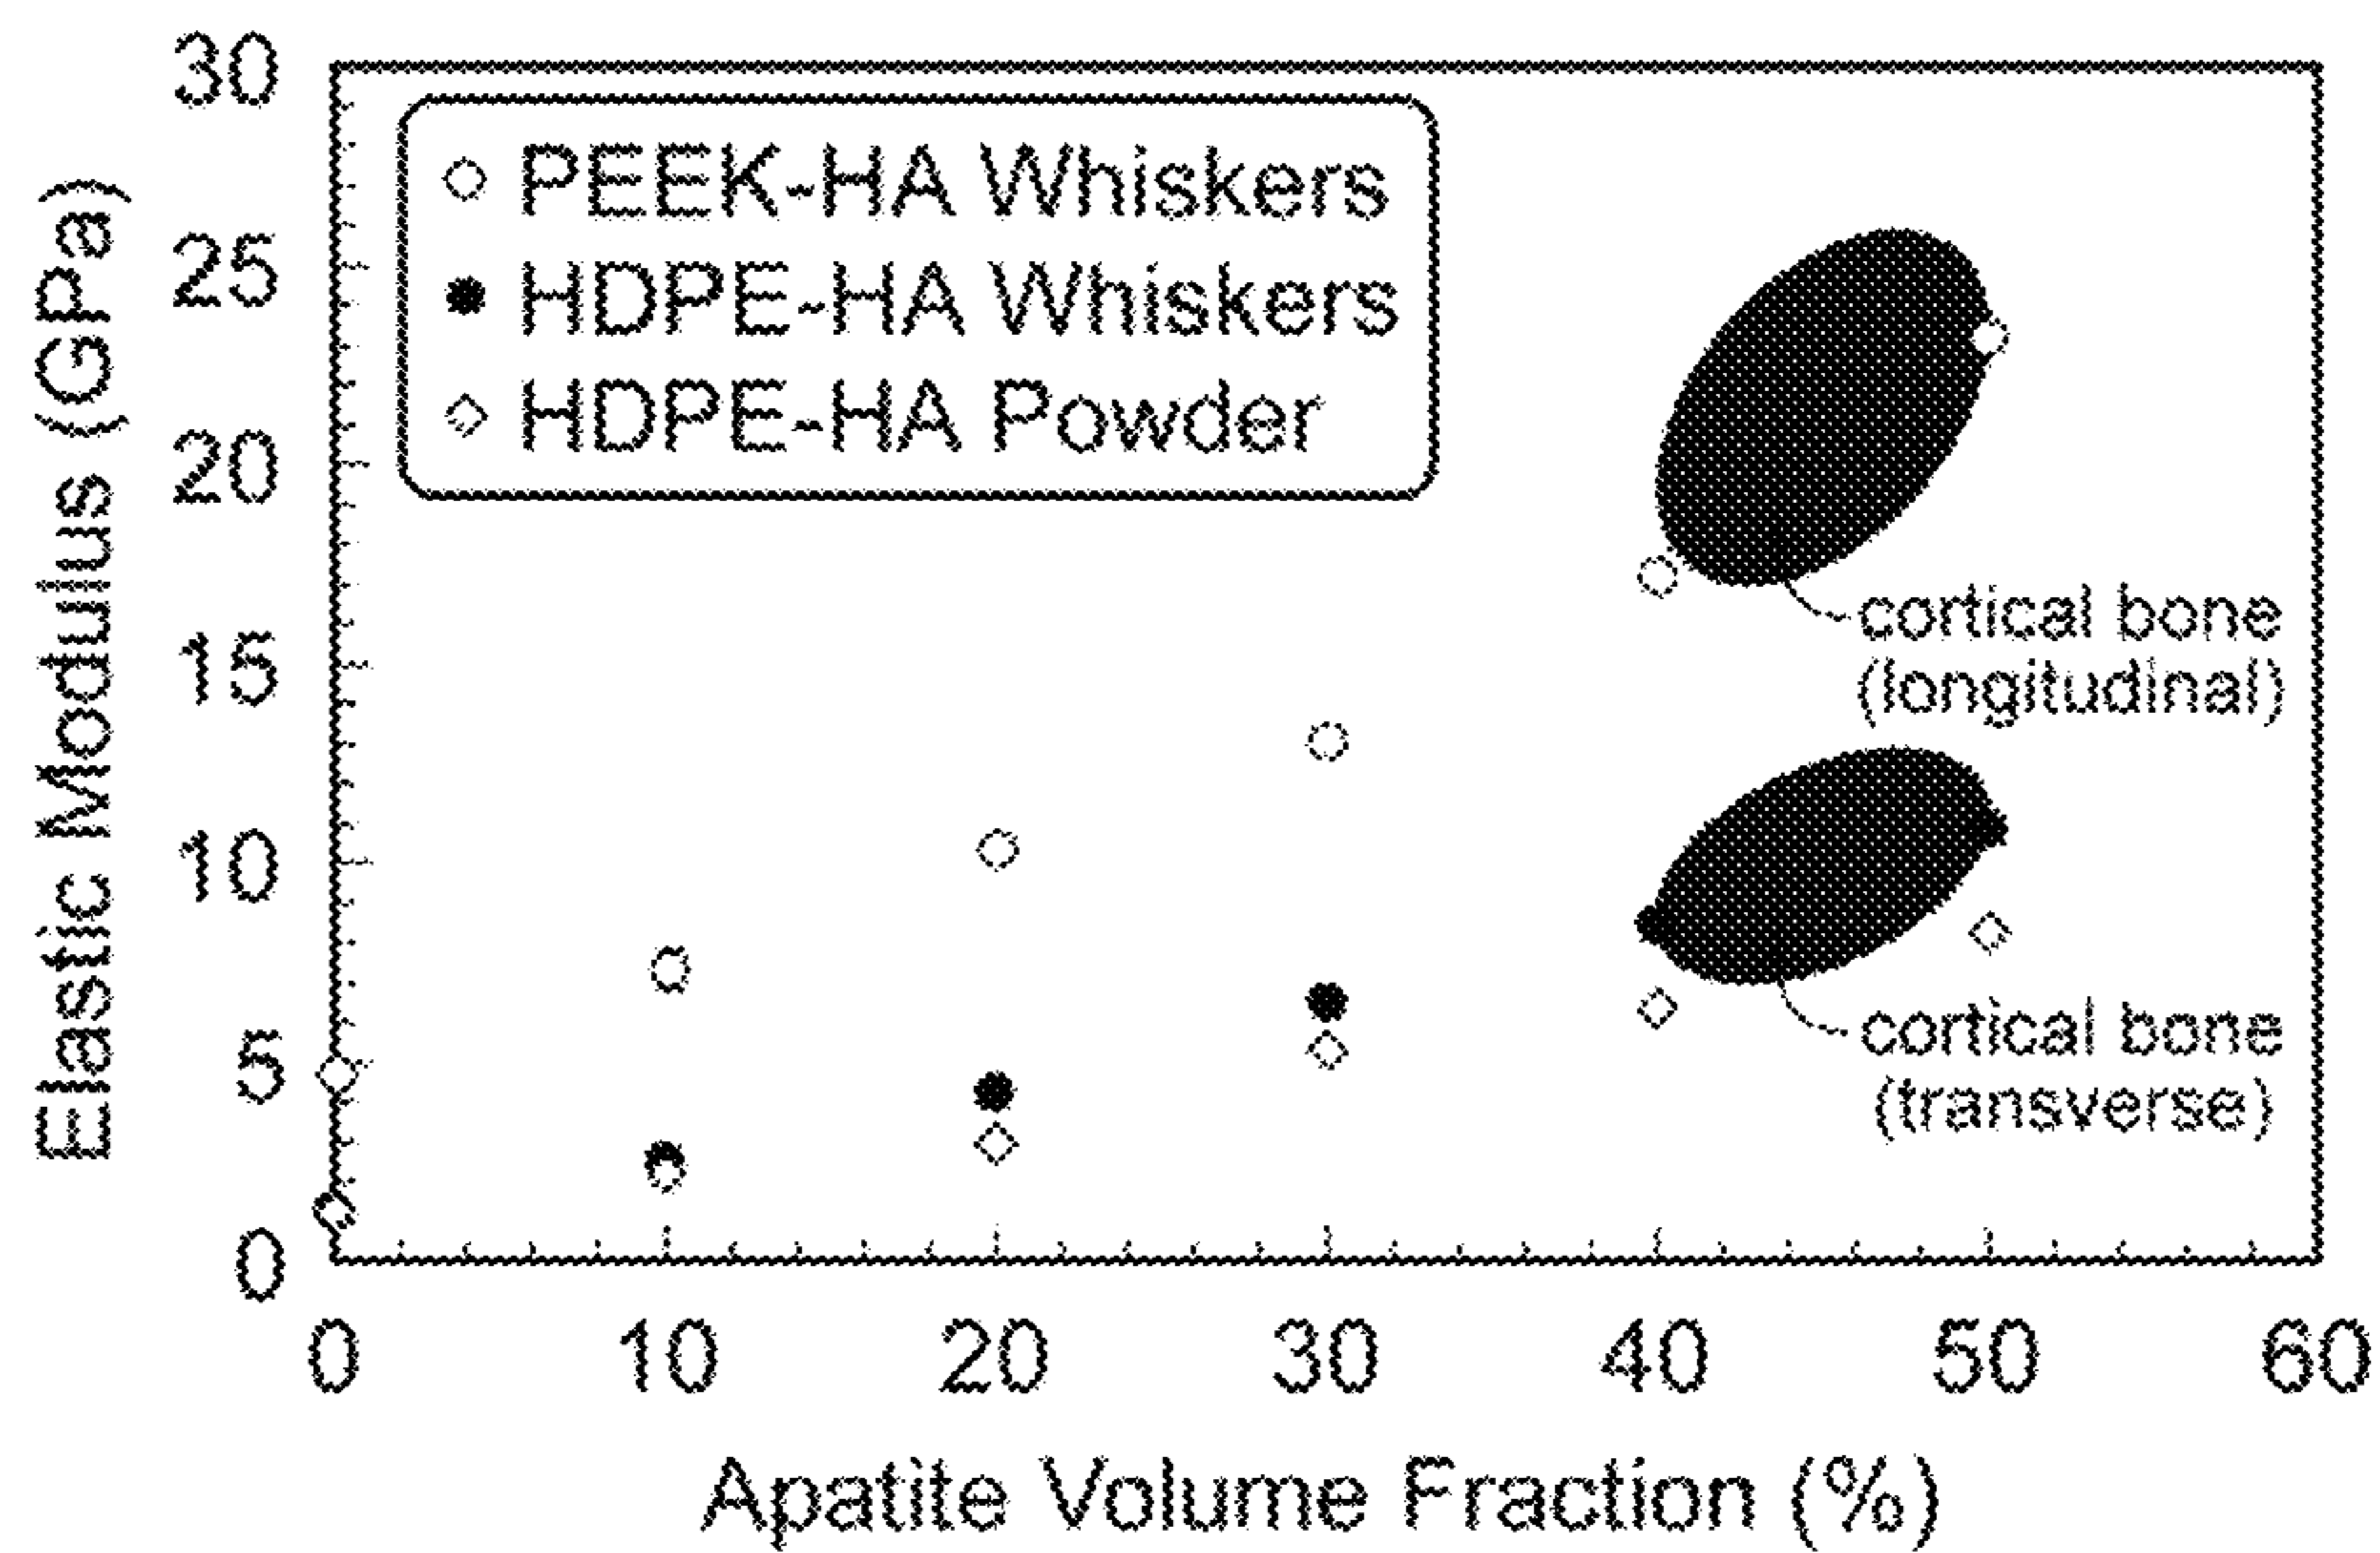 30
25
20
15
10
5
0
Elastic Modulus (GPa)
PEEK-HA Whiskers
HDPE-HA Whiskers
HDPE-HA Powder
cortical bone
(longitudinal)
cortical bone
(transverse)
0 10 20 30 40 50 60
Apatite Volume Fraction (%)